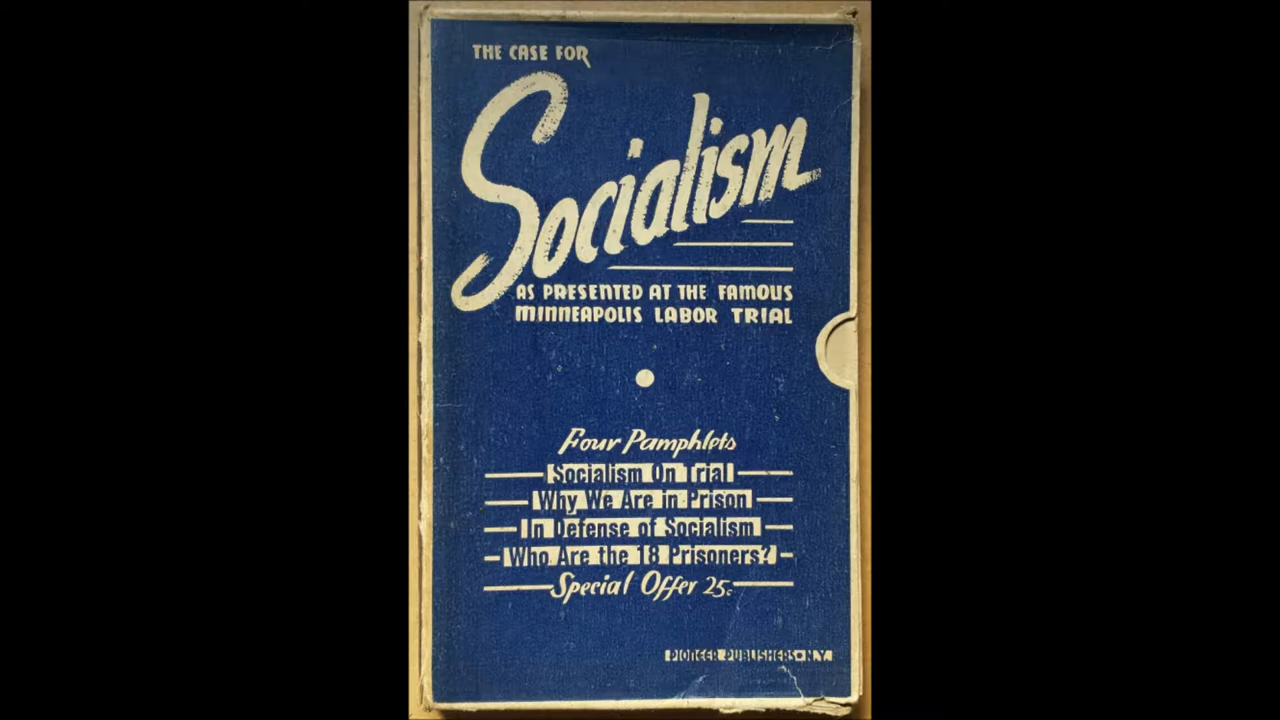 THE CASE FOR
Socialism
AS PRESENTED AT THE FAMOUS
MINNEAPOLIS LABOR TRIAL
Four Pamphlets
Socialism On Trial
Why We Are in Prison
In Defense of Socialism
Who Are the 18 Prisoners?
Special Offer 25c
PIONEER PUBLISHERS • N.Y.